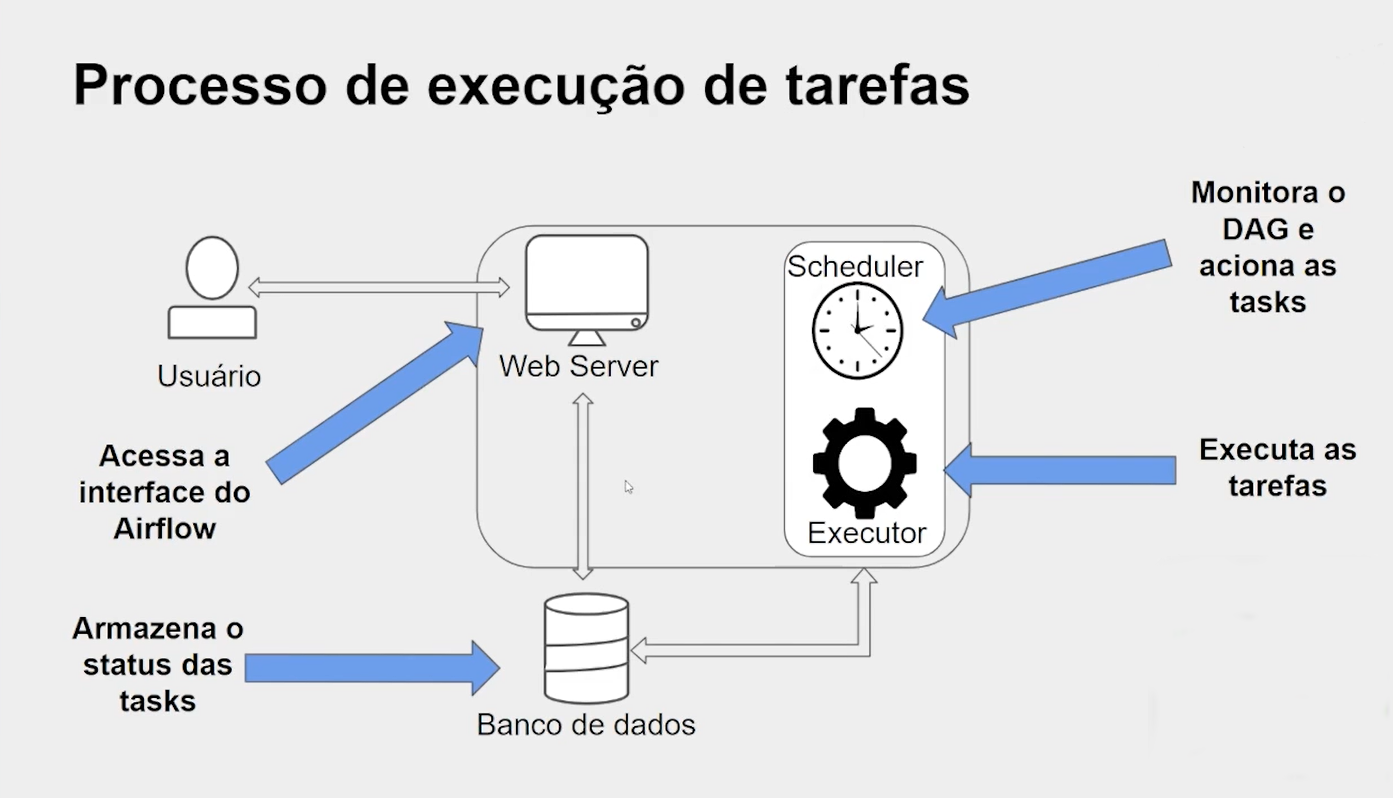 Processo de execução de tarefas
Monitora o
DAG e
aciona as
tasks
Scheduler
Web Server
Usuário
Acessa a
interface do
Airflow
Executa as
tarefas
Executor
Armazena o
status das
tasks
Banco de dados